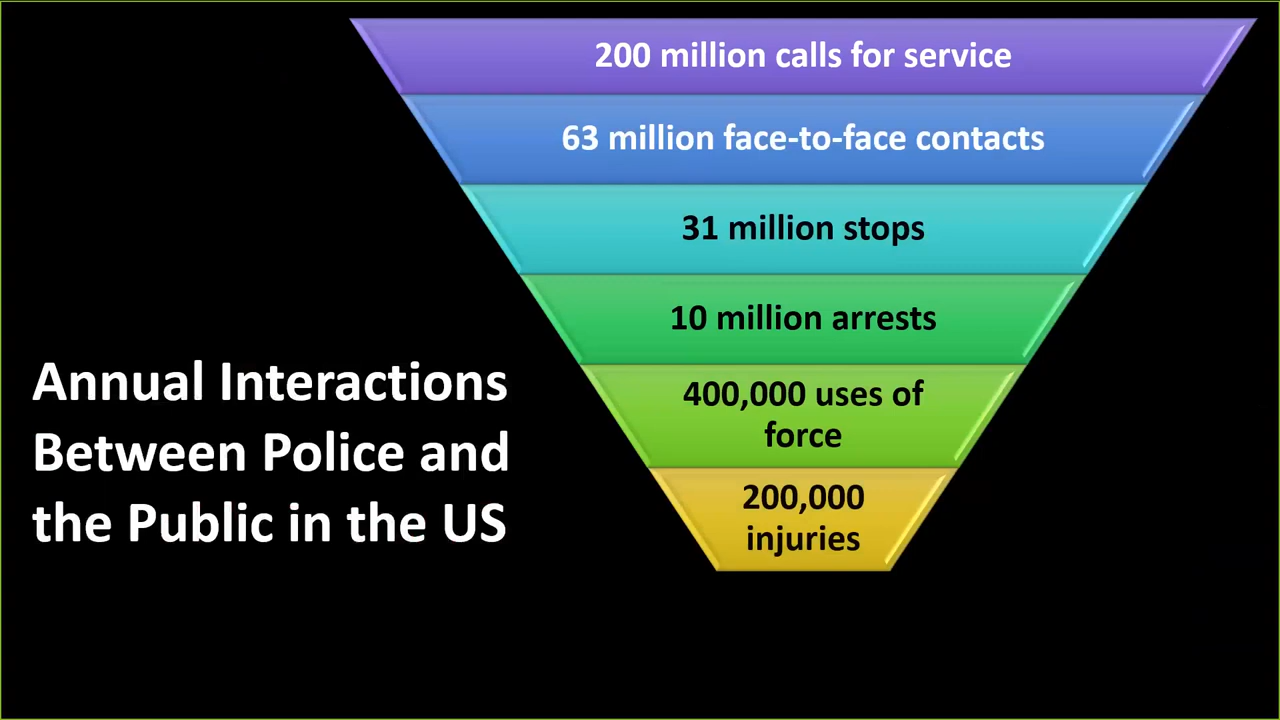 200 million calls for service
63 million face-to-face contacts
31 million stops
10 million arrests
400,000 uses of
force
200,000
injuries
Annual Interactions
Between Police and
the Public in the US